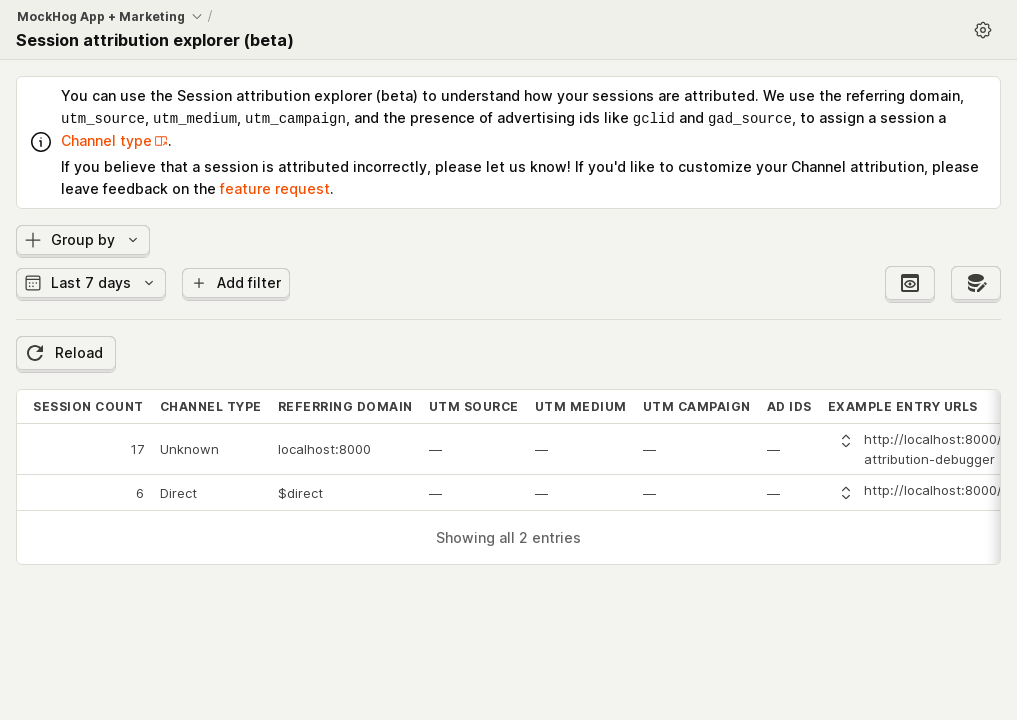 MockHog App + Marketing /
Session attribution explorer (beta)
You can use the Session attribution explorer (beta) to understand how your sessions are attributed. We use the referring domain,
utm_source, utm_medium, utm_campaign, and the presence of advertising ids like gclid and gad_source, to assign a session a
Channel type.
If you believe that a session is attributed incorrectly, please let us know! If you'd like to customize your Channel attribution, please
leave feedback on the feature request.
Group by
Last 7 days Add filter
Reload
SESSION COUNT CHANNEL TYPE REFERRING DOMAIN UTM SOURCE UTM MEDIUM UTM CAMPAIGN AD IDS EXAMPLE ENTRY URLS
17 Unknown localhost:8000 — — — — http://localhost:8000/
attribution-debugger
6 Direct $direct — — — — http://localhost:8000/
Showing all 2 entries